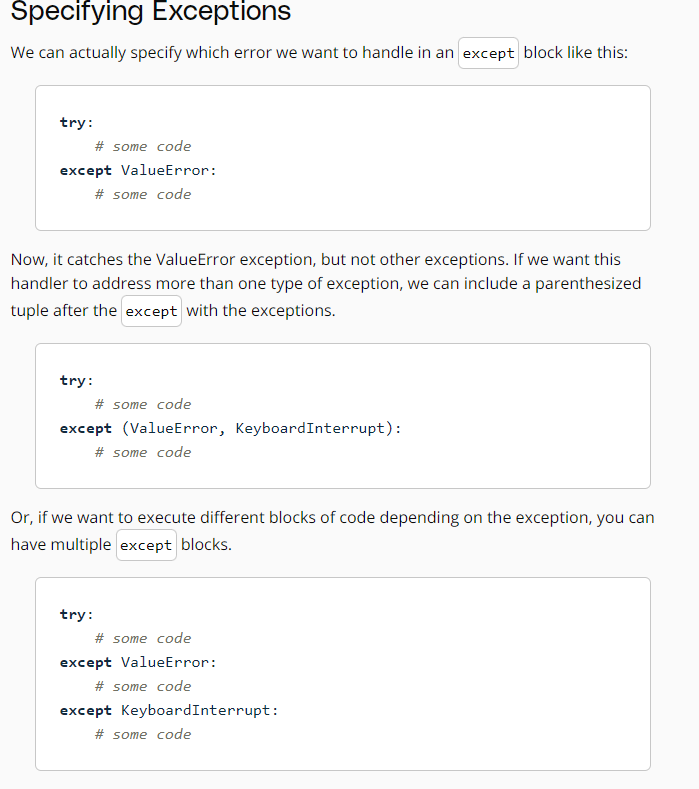 Specifying Exceptions
We can actually specify which error we want to handle in an except block like this:
try:
    # some code
except ValueError:
    # some code
Now, it catches the ValueError exception, but not other exceptions. If we want this
handler to address more than one type of exception, we can include a parenthesized
tuple after the except with the exceptions.
try:
    # some code
except (ValueError, KeyboardInterrupt):
    # some code
Or, if we want to execute different blocks of code depending on the exception, you can
have multiple except blocks.
try:
    # some code
except ValueError:
    # some code
except KeyboardInterrupt:
    # some code